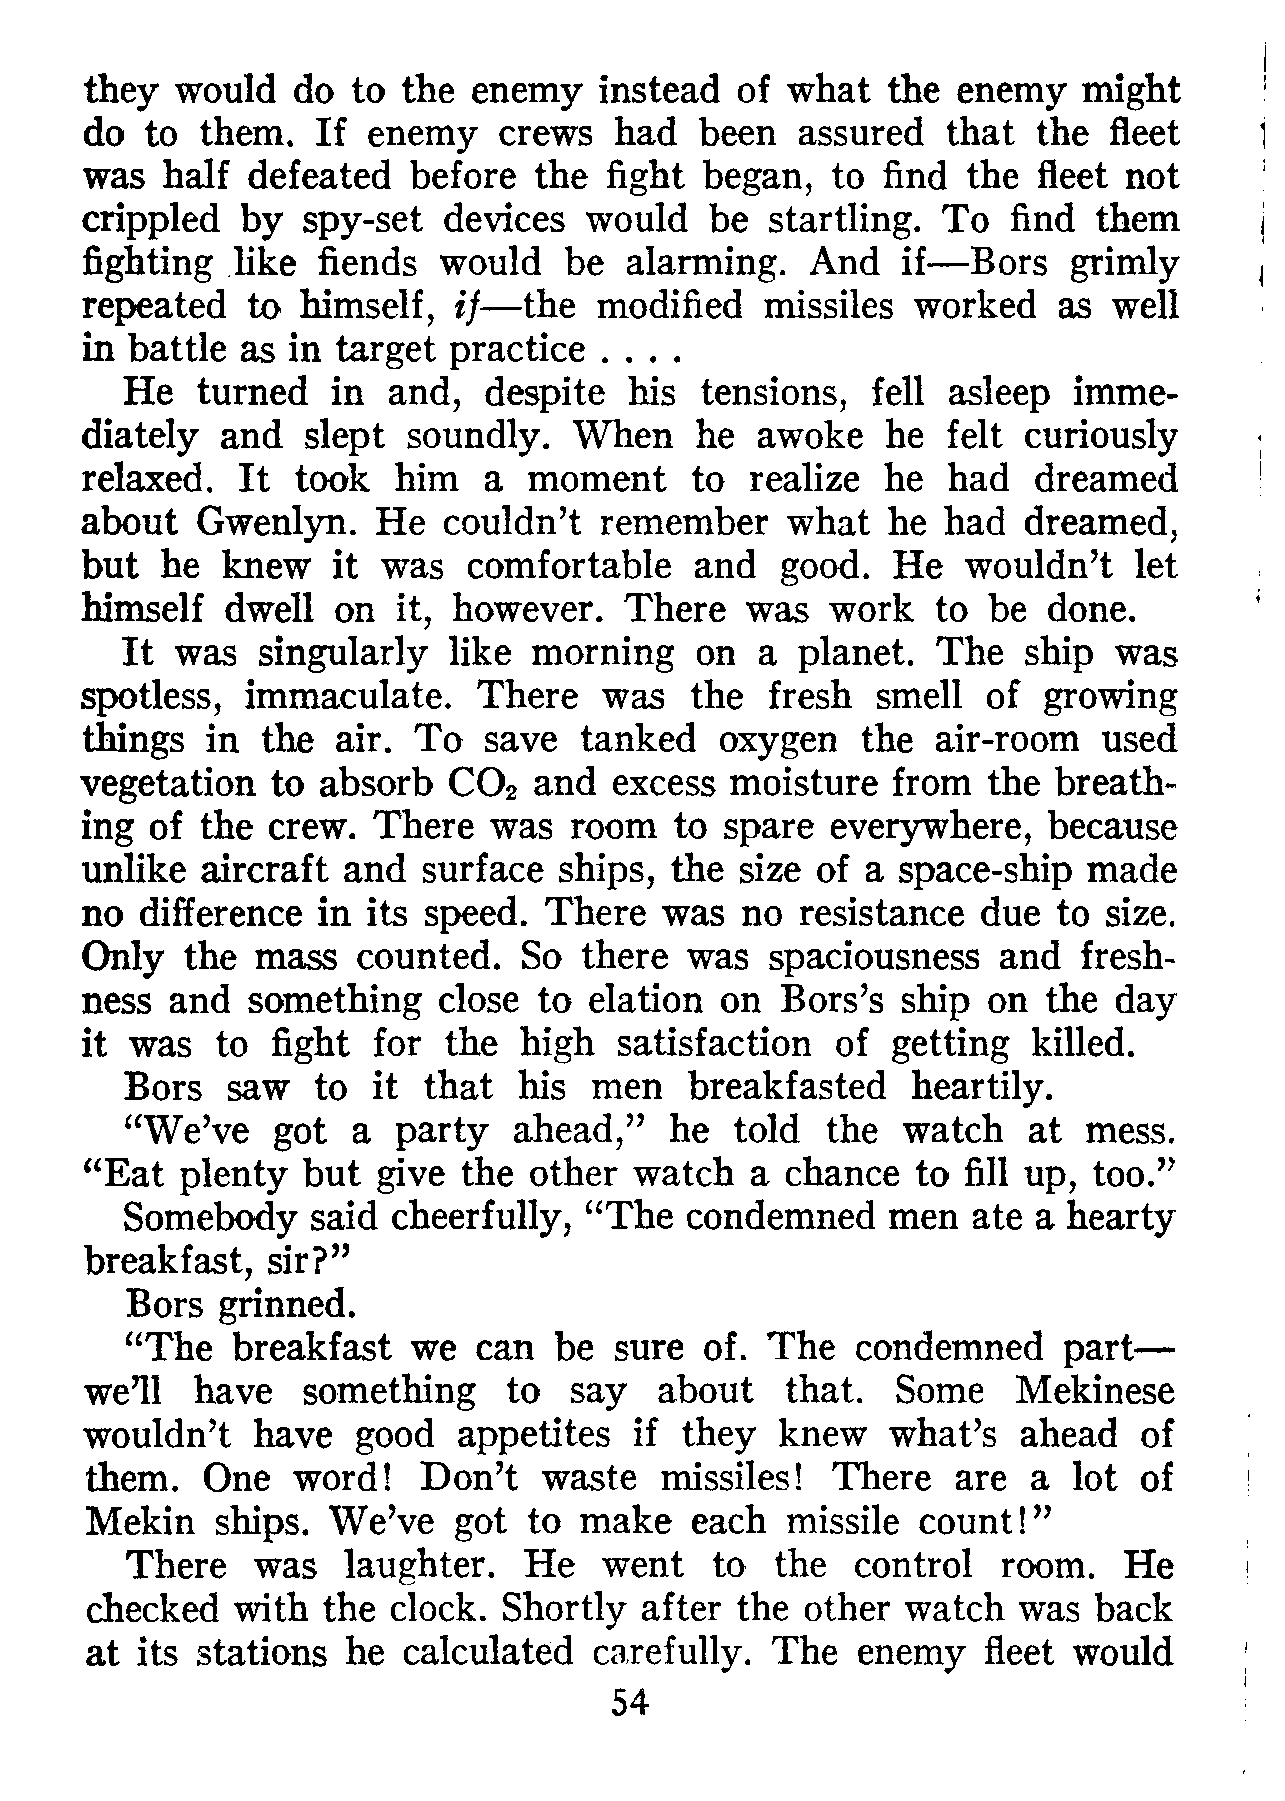 they would do to the enemy instead of what the enemy might
do to them. If enemy crews had been assured that the fleet
was half defeated before the fight began, to find the fleet not
crippled by spy-set devices would be startling. To find them
fighting like fiends would be alarming. And if—Bors grimly
repeated to himself, if—the modified missiles worked as well
in battle as in target practice . . . .
He turned in and, despite his tensions, fell asleep imme-
diately and slept soundly. When he awoke he felt curiously
relaxed. It took him a moment to realize he had dreamed
about Gwenlyn. He couldn't remember what he had dreamed,
but he knew it was comfortable and good. He wouldn't let
himself dwell on it, however. There was work to be done.
It was singularly like morning on a planet. The ship was
spotless, immaculate. There was the fresh smell of growing
things in the air. To save tanked oxygen the air-room used
vegetation to absorb CO₂ and excess moisture from the breath-
ing of the crew. There was room to spare everywhere, because
unlike aircraft and surface ships, the size of a space-ship made
no difference in its speed. There was no resistance due to size.
Only the mass counted. So there was spaciousness and fresh-
ness and something close to elation on Bors's ship on the day
it was to fight for the high satisfaction of getting killed.
Bors saw to it that his men breakfasted heartily.
“We've got a party ahead,” he told the watch at mess.
“Eat plenty but give the other watch a chance to fill up, too.”
Somebody said cheerfully, “The condemned men ate a hearty
breakfast, sir?”
Bors grinned.
“The breakfast we can be sure of. The condemned part—
we'll have something to say about that. Some Mekinese
wouldn't have good appetites if they knew what's ahead of
them. One word! Don't waste missiles! There are a lot of
Mekin ships. We've got to make each missile count!”
There was laughter. He went to the control room. He
checked with the clock. Shortly after the other watch was back
at its stations he calculated carefully. The enemy fleet would
54